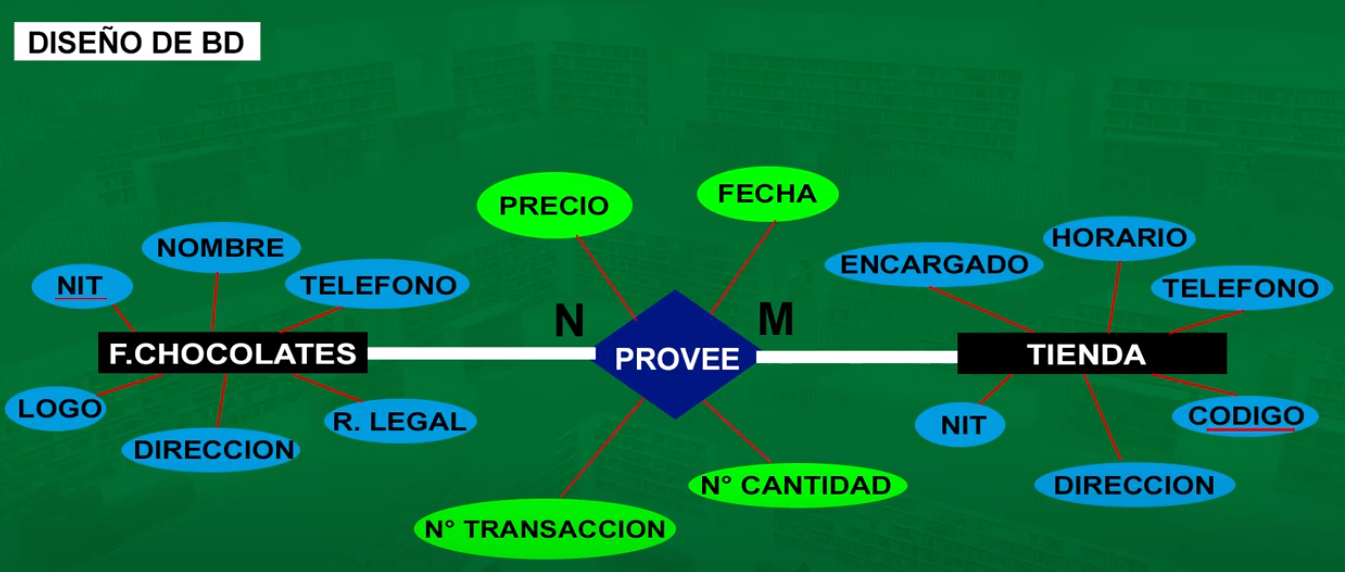 DISEÑO DE BD
PRECIO
FECHA
NOMBRE
NIT
TELEFONO
ENCARGADO
HORARIO
TELEFONO
N
M
F.CHOCOLATES
PROVEE
TIENDA
LOGO
DIRECCION
R. LEGAL
NIT
CODIGO
DIRECCION
N° CANTIDAD
N° TRANSACCION